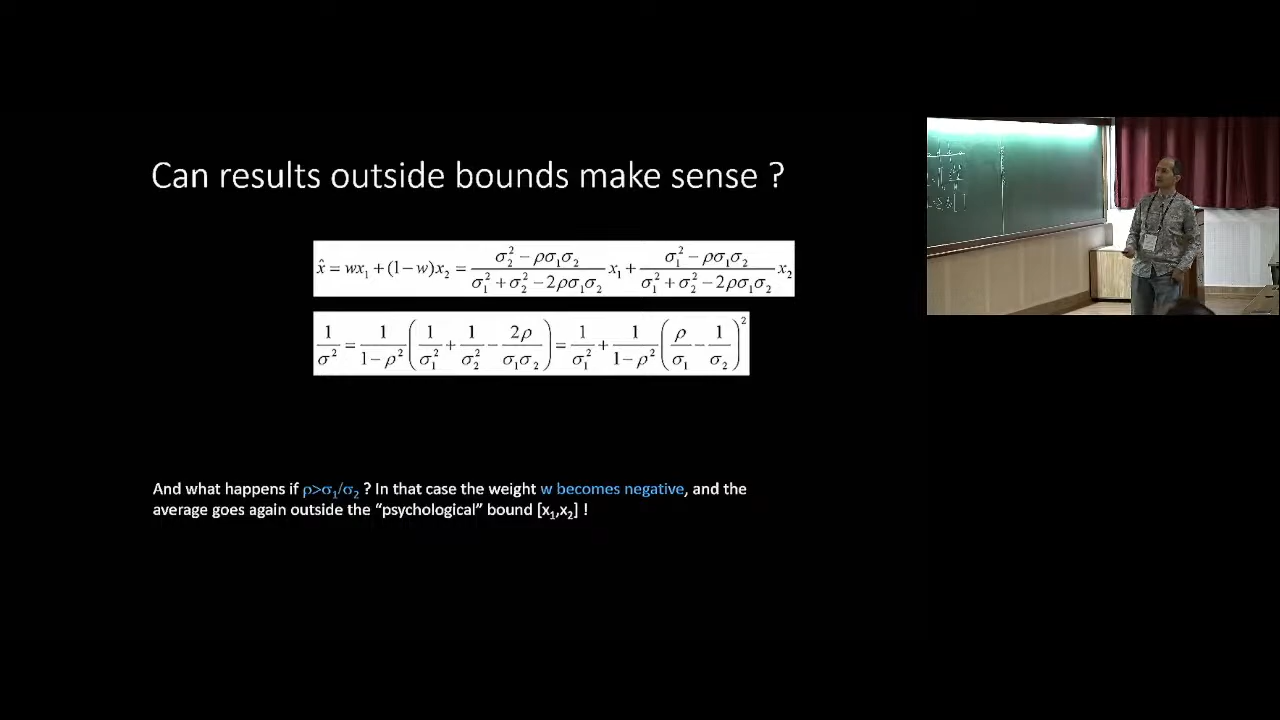 Can results outside bounds make sense ?
x̂ = wx₁ + (1−w)x₂ = (σ₂² − ρσ₁σ₂)/(σ₁² + σ₂² − 2ρσ₁σ₂) x₁ + (σ₁² − ρσ₁σ₂)/(σ₁² + σ₂² − 2ρσ₁σ₂) x₂
1/σ² = 1/(1−ρ²) (1/σ₁² + 1/σ₂² − 2ρ/(σ₁σ₂)) = 1/σ₁² + 1/(1−ρ²) (ρ/σ₁ − 1/σ₂)²
And what happens if ρ>σ₁/σ₂ ? In that case the weight w becomes negative, and the
average goes again outside the “psychological” bound [x₁,x₂] !